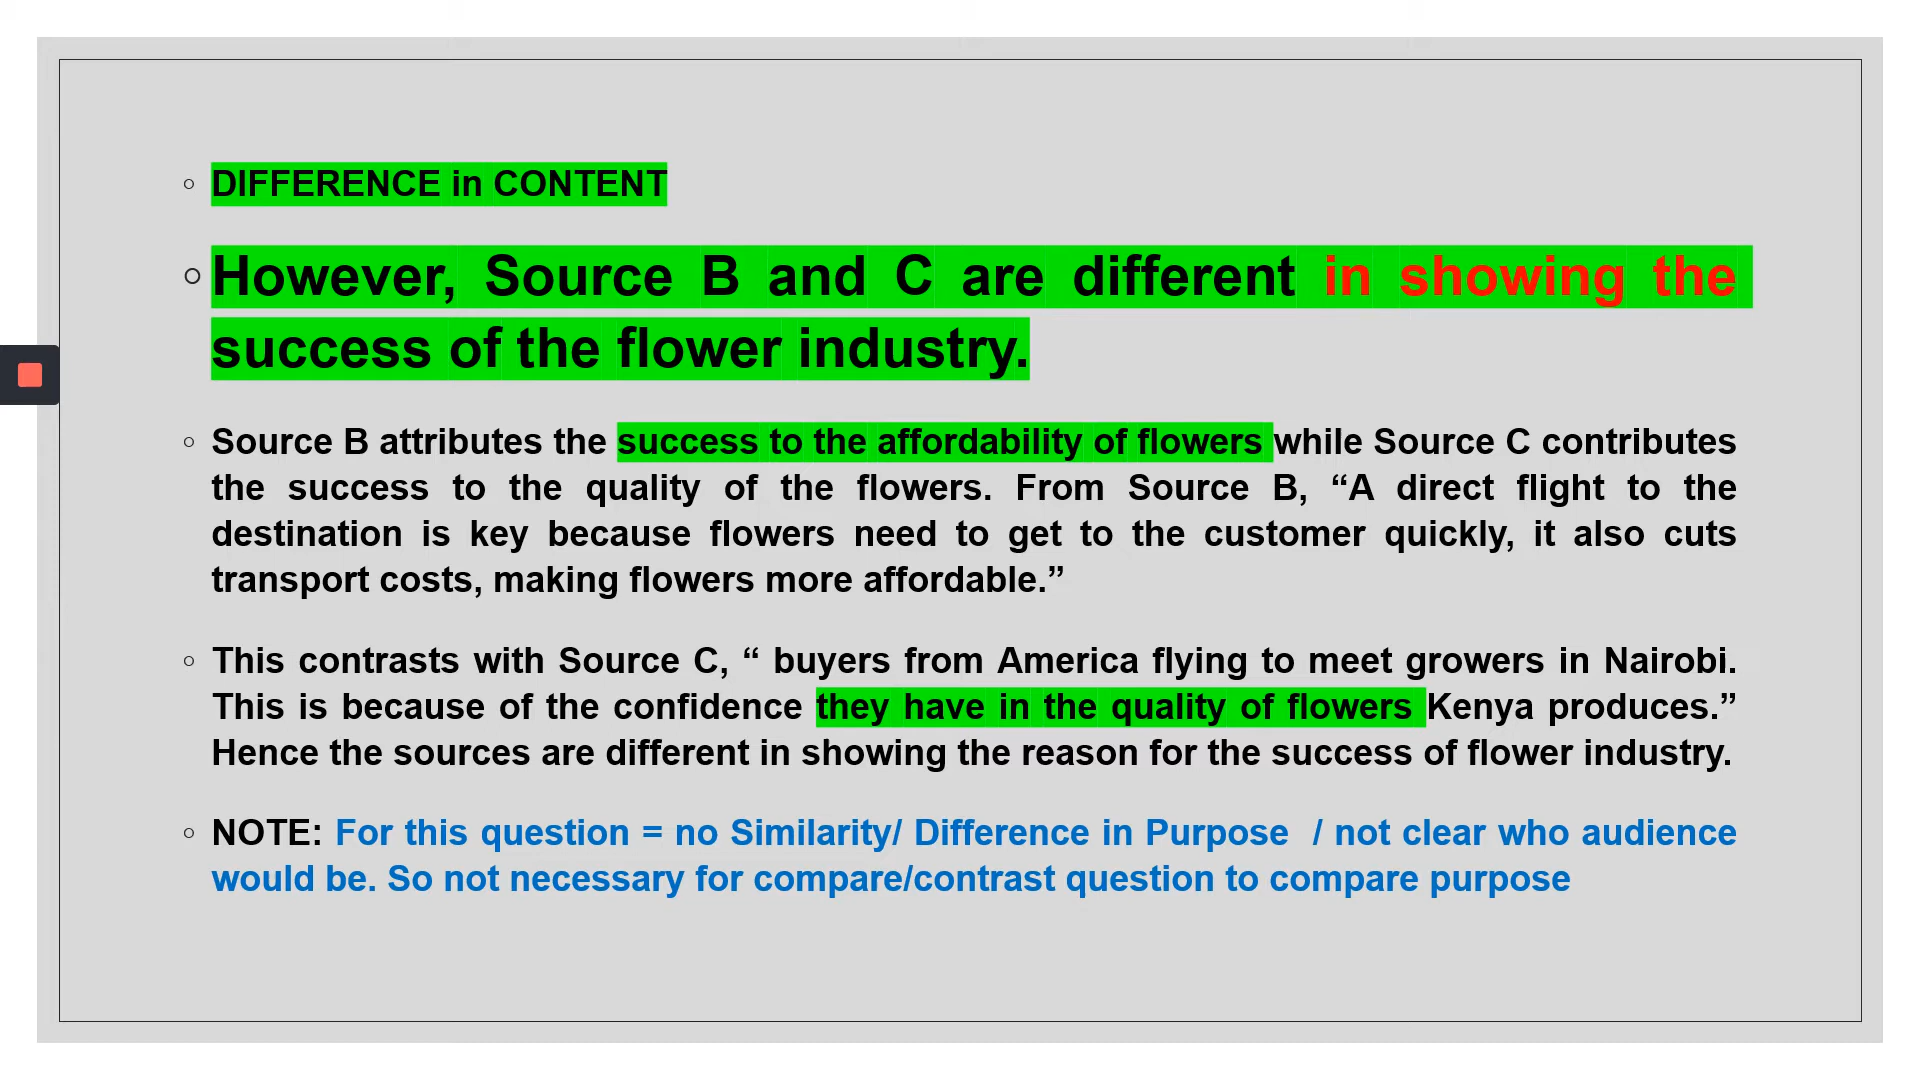 DIFFERENCE in CONTENT
However, Source B and C are different in showing the
success of the flower industry.
Source B attributes the success to the affordability of flowers while Source C contributes
the success to the quality of the flowers. From Source B, “A direct flight to the
destination is key because flowers need to get to the customer quickly, it also cuts
transport costs, making flowers more affordable.”
This contrasts with Source C, “ buyers from America flying to meet growers in Nairobi.
This is because of the confidence they have in the quality of flowers Kenya produces.”
Hence the sources are different in showing the reason for the success of flower industry.
NOTE: For this question = no Similarity/ Difference in Purpose / not clear who audience
would be. So not necessary for compare/contrast question to compare purpose